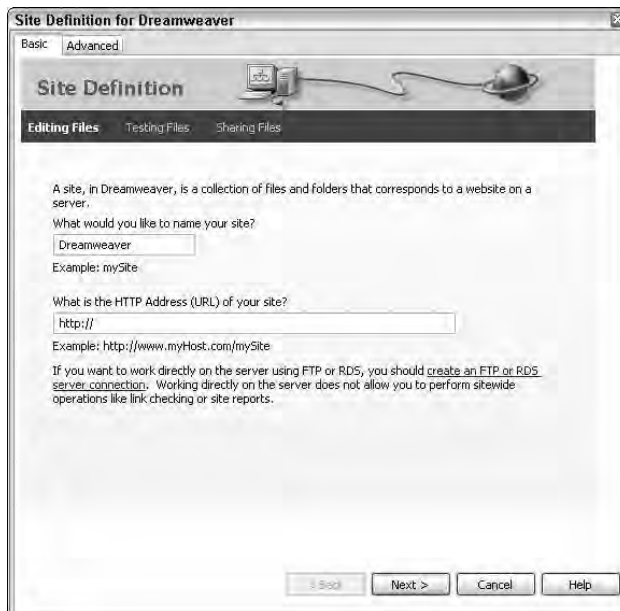 Site Definition for Dreamweaver
Basic
Advanced
Site Definition
Editing Files
Testing Files
Sharing Files
A site, in Dreamweaver, is a collection of files and folders that corresponds to a website on a
server.
What would you like to name your site?
Dreamweaver
Example: mySite
What is the HTTP Address (URL) of your site?
http://
Example: http://www.myHost.com/mySite
If you want to work directly on the server using FTP or RDS, you should create an FTP or RDS
server connection. Working directly on the server does not allow you to perform sitewide
operations like link checking or site reports.
< Back
Next >
Cancel
Help